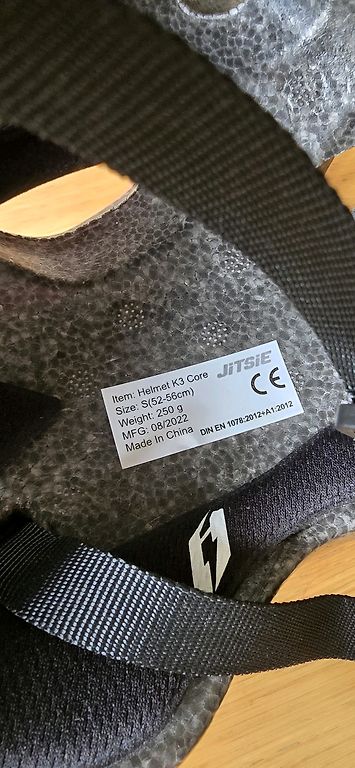 JiTSiE
Item: Helmet K3 Core
Size: S(52-56cm)
Weight: 250 g
MFG: 08/2022
Made In China
CE
DIN EN 1078:2012+A1:2012